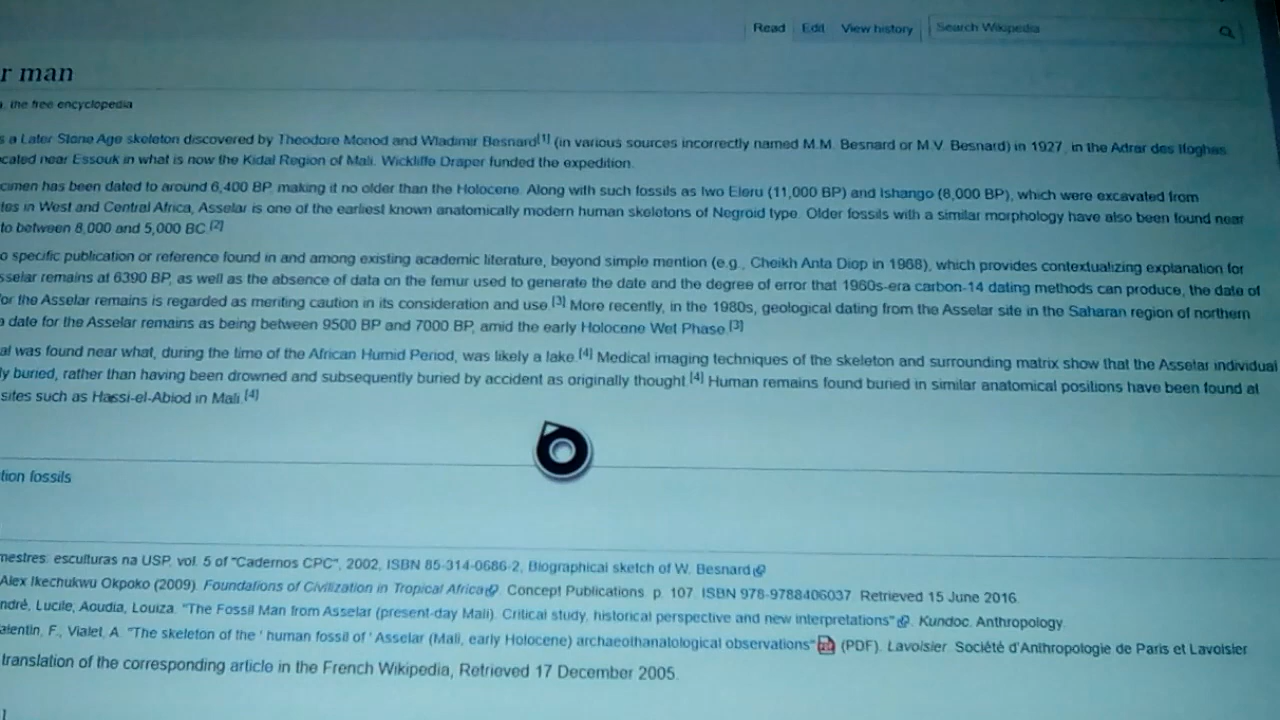 Read Edit View history Search Wikipedia
r man
, the free encyclopedia
s a Later Stone Age skeleton discovered by Theodore Monod and Wladimir Besnard[1] (in various sources incorrectly named M.M. Besnard or M.V. Besnard) in 1927, in the Adrar des Ifoghas
cated near Essouk in what is now the Kidal Region of Mali. Wickliffe Draper funded the expedition.
cimen has been dated to around 6,400 BP, making it no older than the Holocene. Along with such fossils as Iwo Eleru (11,000 BP) and Ishango (8,000 BP), which were excavated from
tes in West and Central Africa, Asselar is one of the earliest known anatomically modern human skeletons of Negroid type. Older fossils with a similar morphology have also been found near
to between 8,000 and 5,000 BC.[2]
o specific publication or reference found in and among existing academic literature, beyond simple mention (e.g., Cheikh Anta Diop in 1968), which provides contextualizing explanation for
sselar remains at 6390 BP, as well as the absence of data on the femur used to generate the date and the degree of error that 1960s-era carbon-14 dating methods can produce, the date of
or the Asselar remains is regarded as meriting caution in its consideration and use.[3] More recently, in the 1980s, geological dating from the Asselar site in the Saharan region of northern
a date for the Asselar remains as being between 9500 BP and 7000 BP, amid the early Holocene Wet Phase.[3]
al was found near what, during the time of the African Humid Period, was likely a lake.[4] Medical imaging techniques of the skeleton and surrounding matrix show that the Asselar individual
ly buried, rather than having been drowned and subsequently buried by accident as originally thought.[4] Human remains found buried in similar anatomical positions have been found at
sites such as Hassi-el-Abiod in Mali.[4]
tion fossils
mestres: esculturas na USP, vol. 5 of "Cadernos CPC", 2002, ISBN 85-314-0686-2, Biographical sketch of W. Besnard
Alex Ikechukwu Okpoko (2009). Foundations of Civilization in Tropical Africa. Concept Publications. p. 107. ISBN 978-9788406037. Retrieved 15 June 2016.
ndré, Lucile; Aoudia, Louiza. "The Fossil Man from Asselar (present-day Mali). Critical study, historical perspective and new interpretations". Kundoc. Anthropology.
alentin, F.; Vialet, A. "The skeleton of the ' human fossil of ' Asselar (Mali, early Holocene) archaeothanatological observations" (PDF). Lavoisier. Société d'Anthropologie de Paris et Lavoisier
translation of the corresponding article in the French Wikipedia, Retrieved 17 December 2005.
]